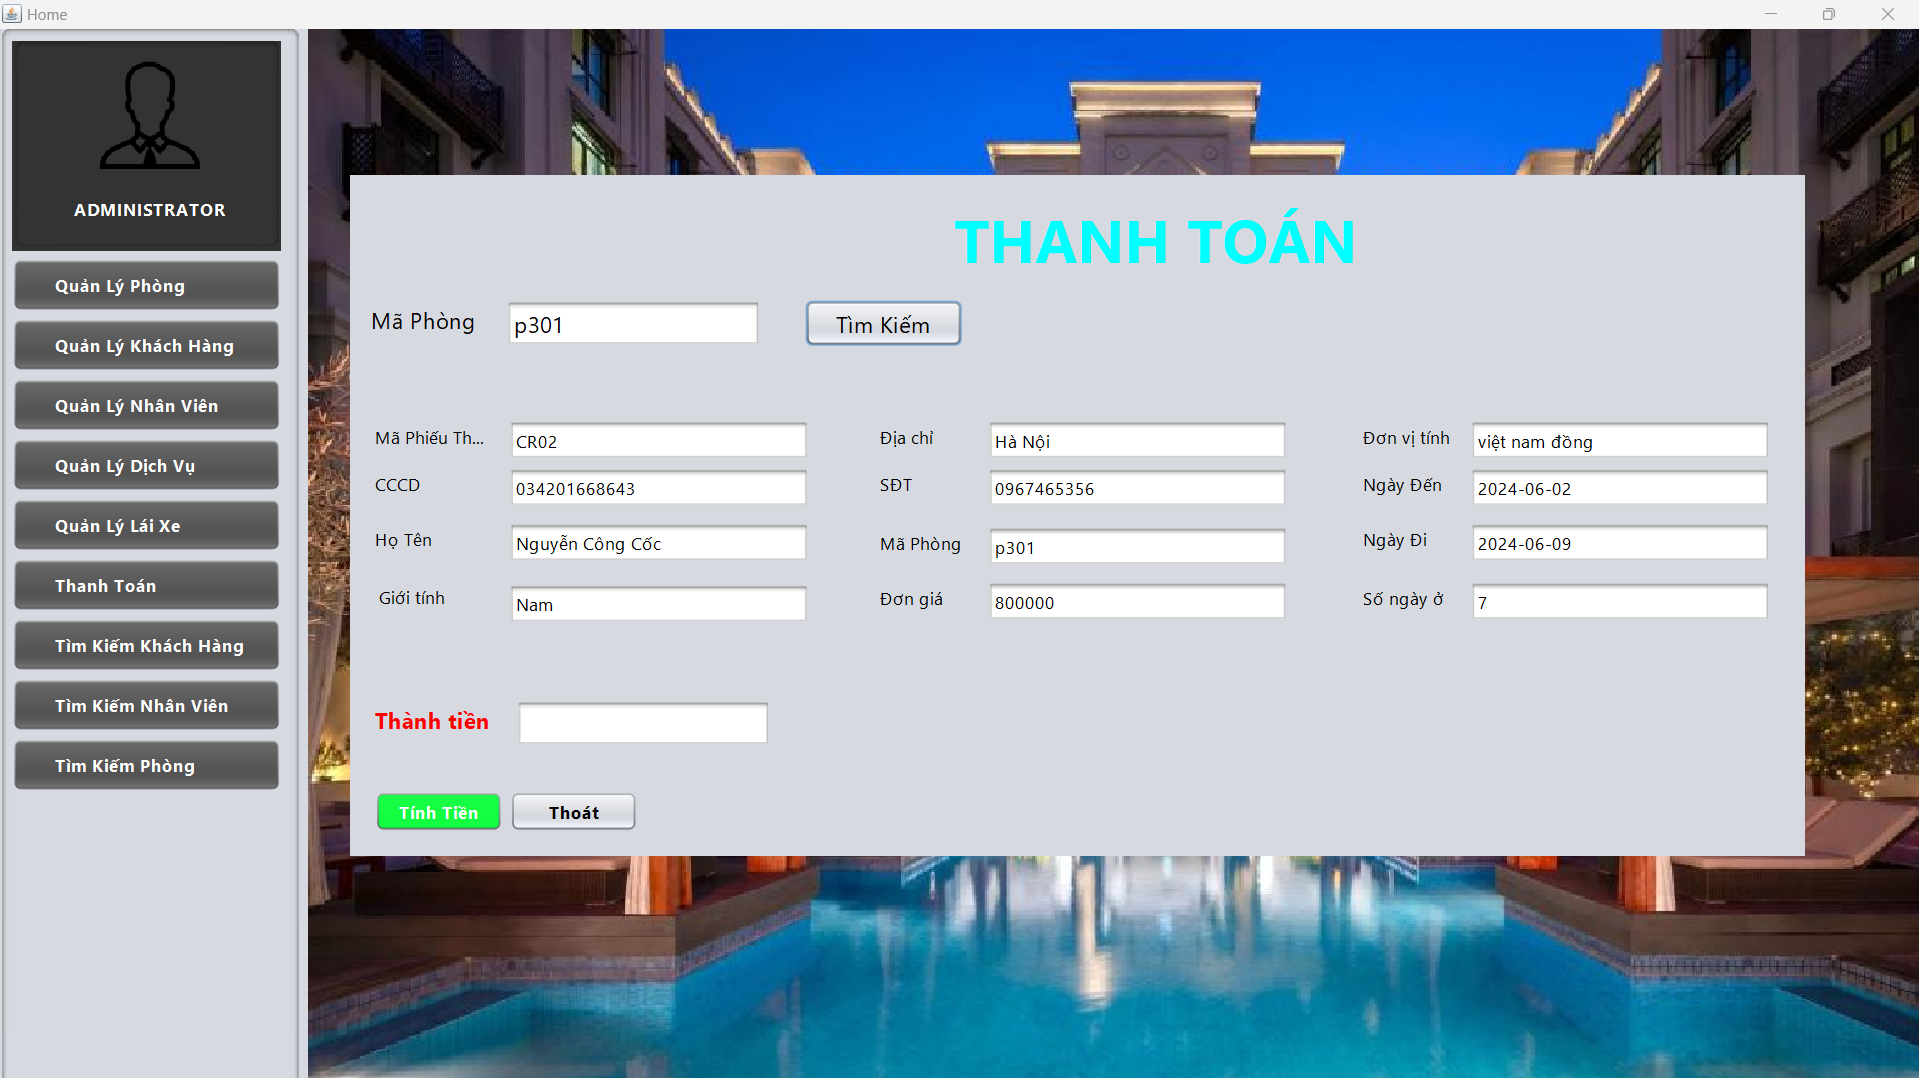 Home
ADMINISTRATOR
Quản Lý Phòng
Quản Lý Khách Hàng
Quản Lý Nhân Viên
Quản Lý Dịch Vụ
Quản Lý Lái Xe
Thanh Toán
Tìm Kiếm Khách Hàng
Tìm Kiếm Nhân Viên
Tìm Kiếm Phòng
THANH TOÁN
Mã Phòng p301 Tìm Kiếm
Mã Phiếu Th... CR02 Địa chỉ Hà Nội Đơn vị tính việt nam đồng
CCCD 034201668643 SĐT 0967465356 Ngày Đến 2024-06-02
Họ Tên Nguyễn Công Cốc Mã Phòng p301 Ngày Đi 2024-06-09
Giới tính Nam Đơn giá 800000 Số ngày ở 7
Thành tiền
Tính Tiền Thoát